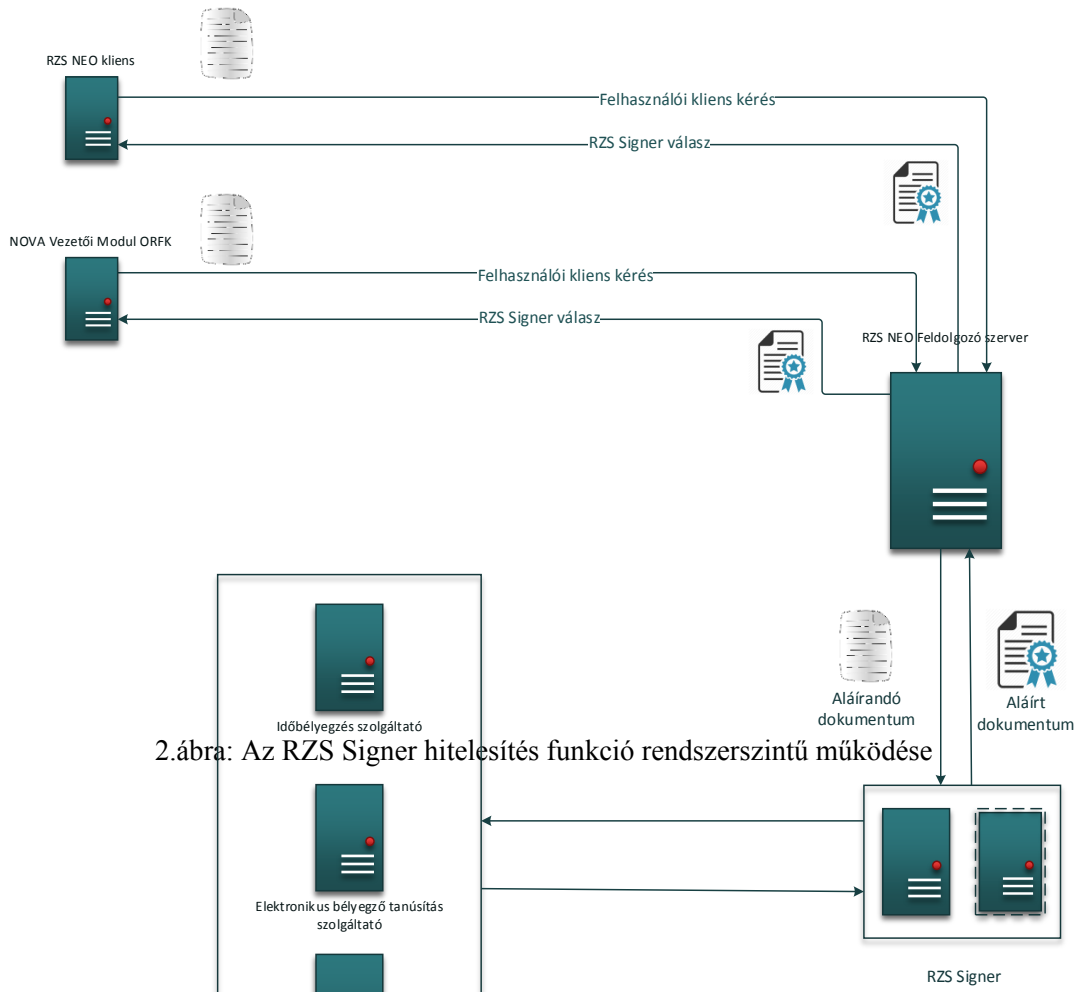 RZS NEO kliens
Felhasználói kliens kérés
RZS Signer válasz
NOVA Vezetői Modul ORFK
Felhasználói kliens kérés
RZS Signer válasz
RZS NEO Feldolgozó szerver
Aláírandó
dokumentum
Aláírt
dokumentum
Időbélyegzés szolgáltató
2.ábra: Az RZS Signer hitelesítés funkció rendszerszintű működése
Elektronikus bélyegző tanúsítás
szolgáltató
RZS Signer